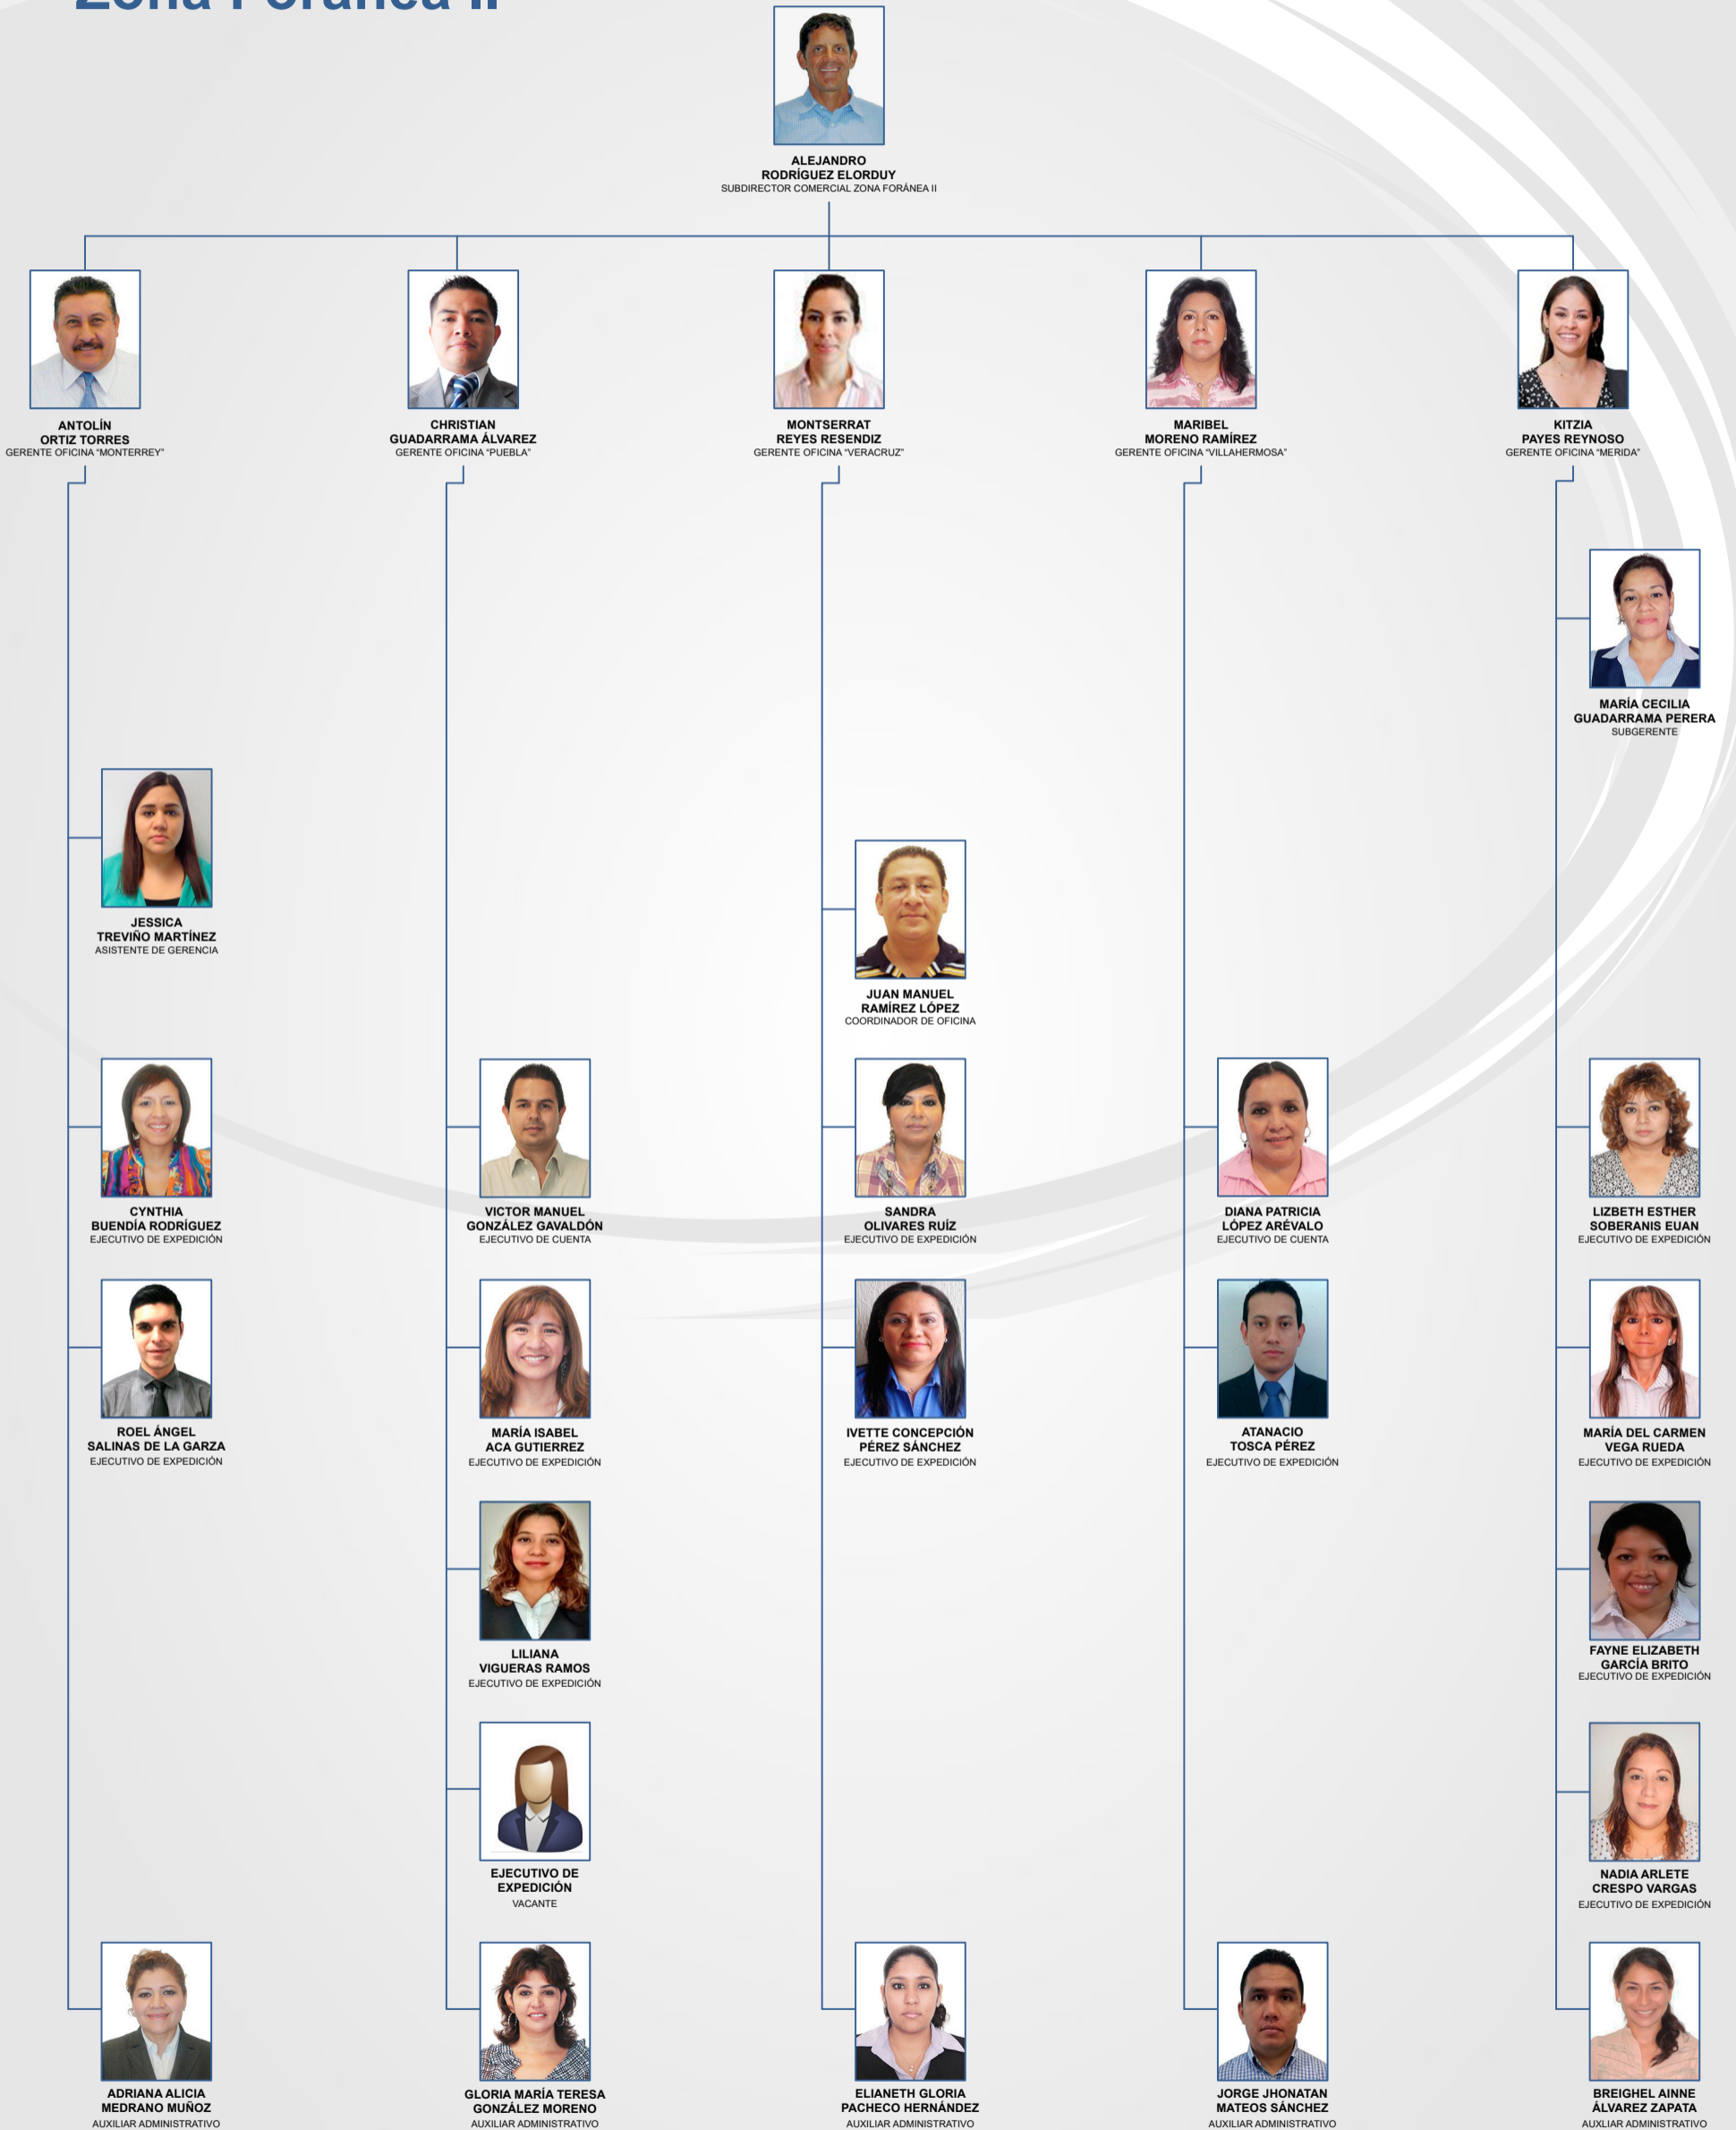 Zona Foránea II
ALEJANDRO
RODRÍGUEZ ELORDUY
SUBDIRECTOR COMERCIAL ZONA FORÁNEA II
ANTOLÍN
ORTIZ TORRES
GERENTE OFICINA “MONTERREY”
CHRISTIAN
GUADARRAMA ÁLVAREZ
GERENTE OFICINA “PUEBLA”
MONTSERRAT
REYES RESENDIZ
GERENTE OFICINA “VERACRUZ”
MARIBEL
MORENO RAMÍREZ
GERENTE OFICINA “VILLAHERMOSA”
KITZIA
PAYES REYNOSO
GERENTE OFICINA “MERIDA”
MARÍA CECILIA
GUADARRAMA PERERA
SUBGERENTE
JESSICA
TREVIÑO MARTÍNEZ
ASISTENTE DE GERENCIA
JUAN MANUEL
RAMÍREZ LÓPEZ
COORDINADOR DE OFICINA
CYNTHIA
BUENDÍA RODRÍGUEZ
EJECUTIVO DE EXPEDICIÓN
VICTOR MANUEL
GONZÁLEZ GAVALDÓN
EJECUTIVO DE CUENTA
SANDRA
OLIVARES RUÍZ
EJECUTIVO DE EXPEDICIÓN
DIANA PATRICIA
LÓPEZ ARÉVALO
EJECUTIVO DE CUENTA
LIZBETH ESTHER
SOBERANIS EUAN
EJECUTIVO DE EXPEDICIÓN
ROEL ÁNGEL
SALINAS DE LA GARZA
EJECUTIVO DE EXPEDICIÓN
MARÍA ISABEL
ACA GUTIERREZ
EJECUTIVO DE EXPEDICIÓN
IVETTE CONCEPCIÓN
PÉREZ SÁNCHEZ
EJECUTIVO DE EXPEDICIÓN
ATANACIO
TOSCA PÉREZ
EJECUTIVO DE EXPEDICIÓN
MARÍA DEL CARMEN
VEGA RUEDA
EJECUTIVO DE EXPEDICIÓN
LILIANA
VIGUERAS RAMOS
EJECUTIVO DE EXPEDICIÓN
FAYNE ELIZABETH
GARCÍA BRITO
EJECUTIVO DE EXPEDICIÓN
EJECUTIVO DE
EXPEDICIÓN
VACANTE
NADIA ARLETE
CRESPO VARGAS
EJECUTIVO DE EXPEDICIÓN
ADRIANA ALICIA
MEDRANO MUÑOZ
AUXILIAR ADMINISTRATIVO
GLORIA MARÍA TERESA
GONZÁLEZ MORENO
AUXILIAR ADMINISTRATIVO
ELIANETH GLORIA
PACHECO HERNÁNDEZ
AUXILIAR ADMINISTRATIVO
JORGE JHONATAN
MATEOS SÁNCHEZ
AUXILIAR ADMINISTRATIVO
BREIGHEL AINNE
ÁLVAREZ ZAPATA
AUXLIAR ADMINISTRATIVO